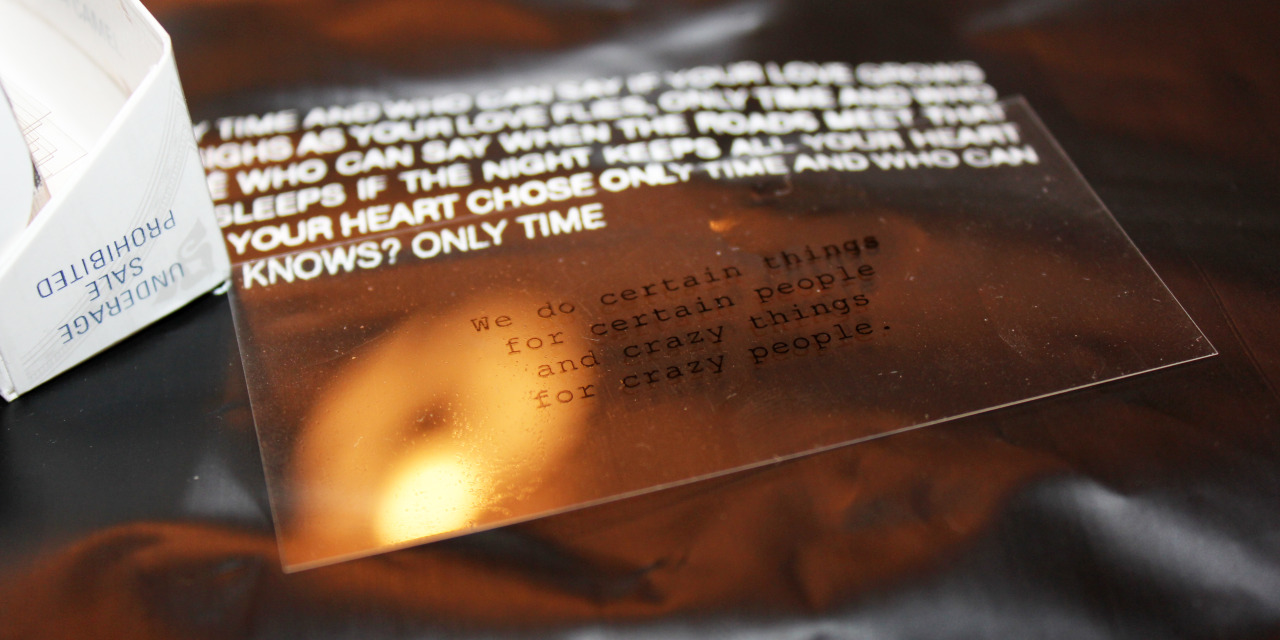 Y TIME AND WHO CAN SAY IF YOUR LOVE GROWS
IGHS AS YOUR LOVE FLIES, ONLY TIME AND WHO
E WHO CAN SAY WHEN THE ROADS MEET THAT
SLEEPS IF THE NIGHT KEEPS ALL YOUR HEART
YOUR HEART CHOSE ONLY TIME AND WHO CAN
KNOWS? ONLY TIME
We do certain things
for certain people
and crazy things
for crazy people.
UNDERAGE
SALE
PROHIBITED